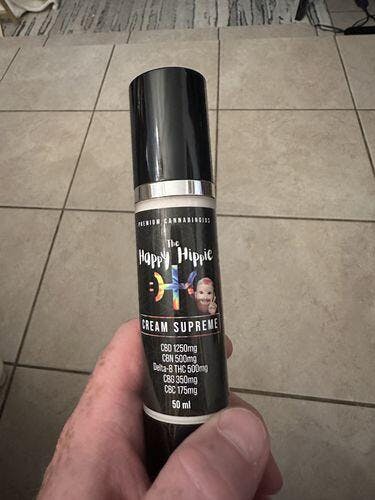 PREMIUM CANNABINOIDS
The
Happy Hippie
CREAM SUPREME
CBD 1250mg
CBN 500mg
Delta-8 THC 500mg
CBG 350mg
CBC 175mg
50 ml